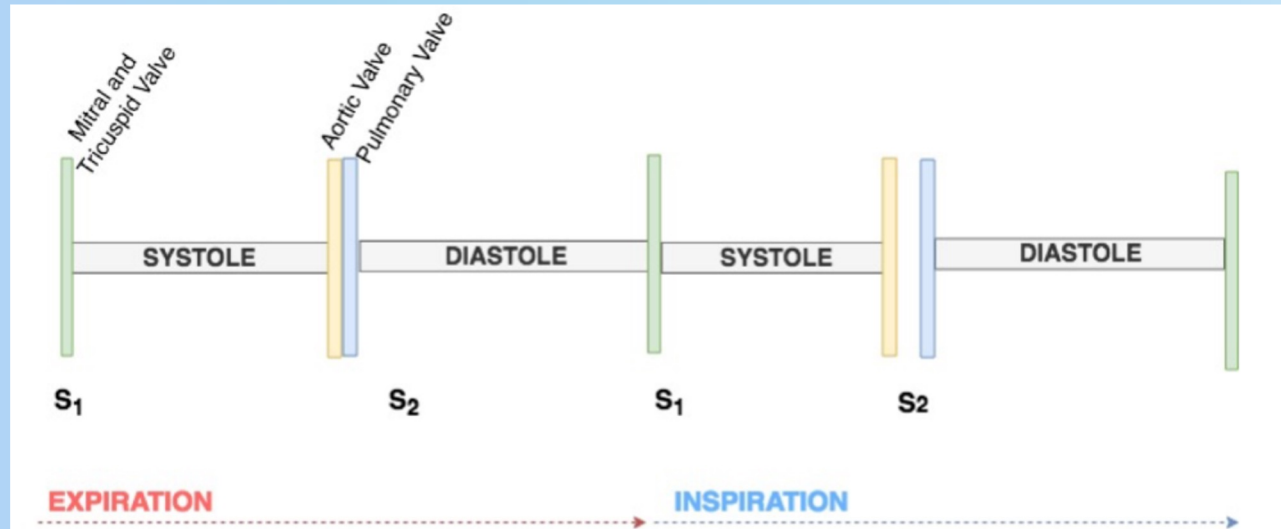 Mitral and
Tricuspid Valve
Aortic Valve
Pulmonary Valve
SYSTOLE
DIASTOLE
SYSTOLE
DIASTOLE
S₁
S₂
S₁
S2
EXPIRATION
INSPIRATION